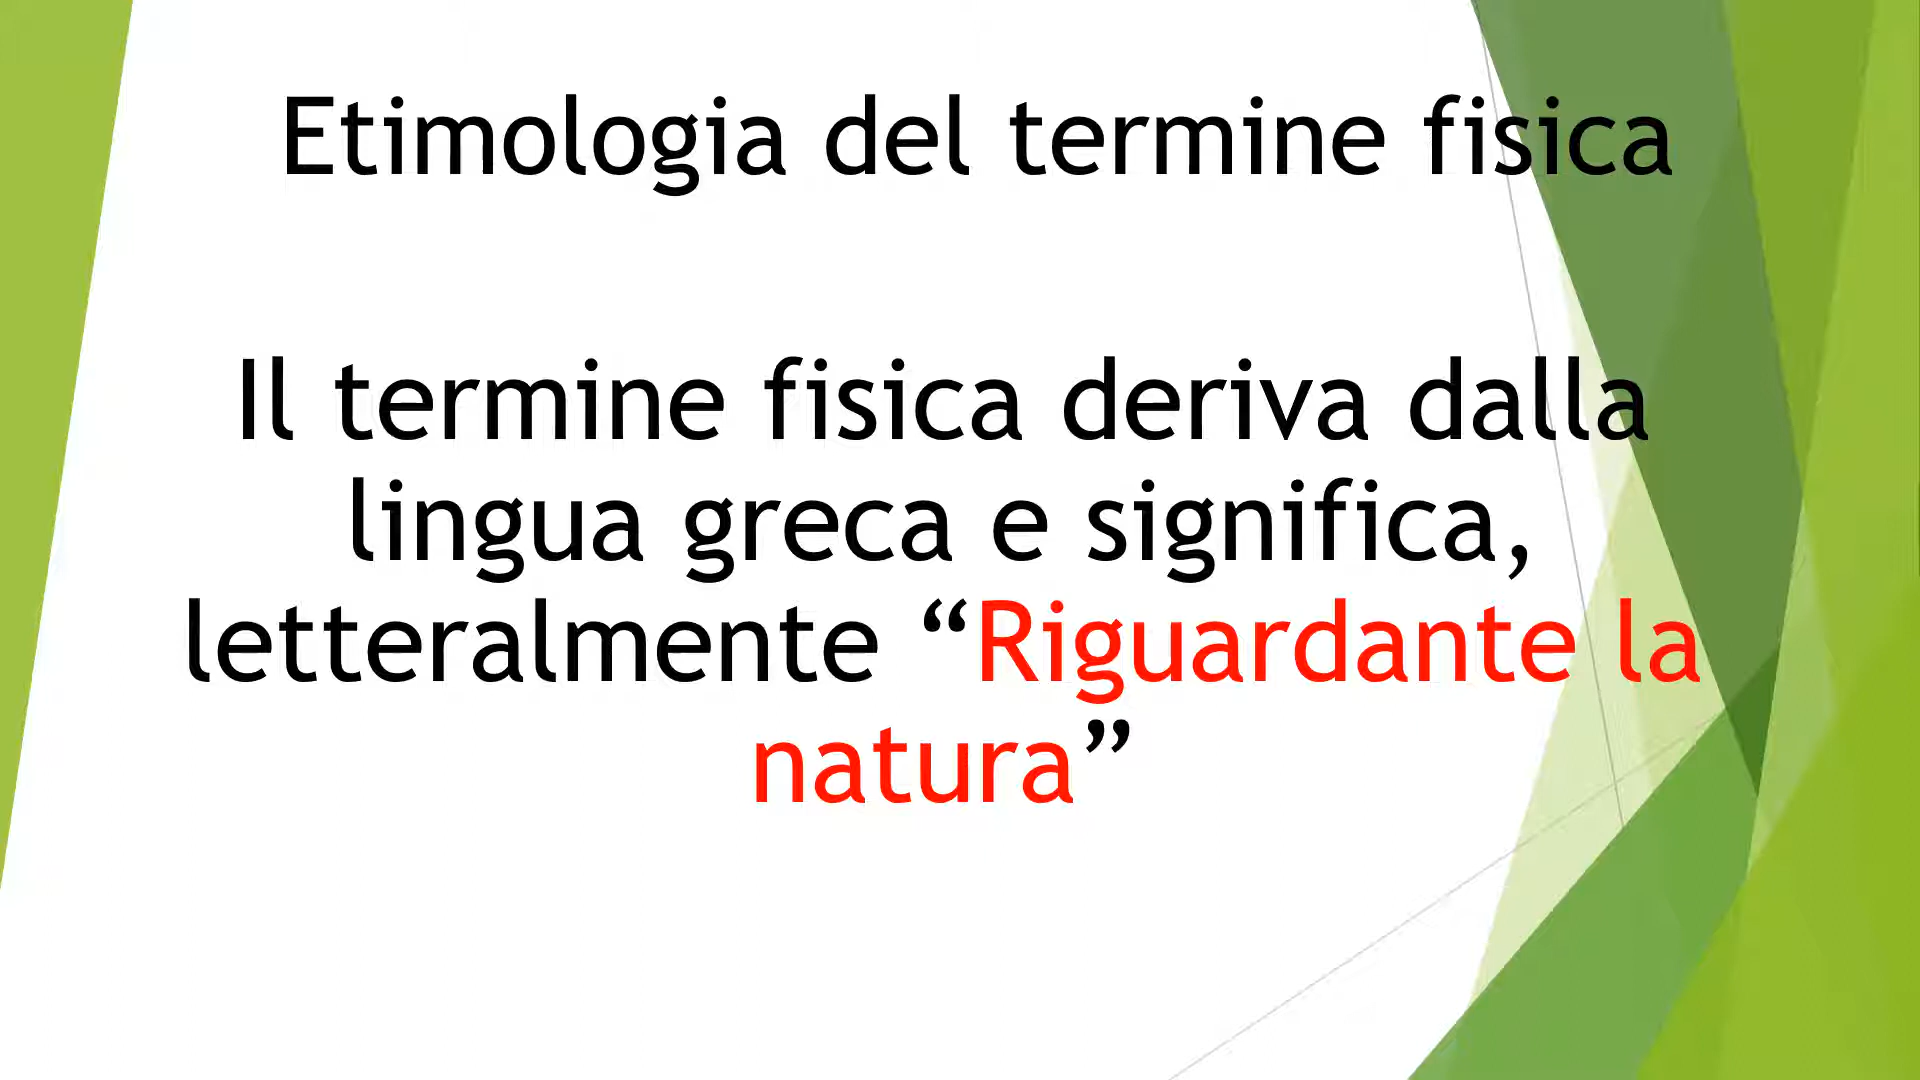 Etimologia del termine fisica
Il termine fisica deriva dalla
lingua greca e significa,
letteralmente “Riguardante la
natura”